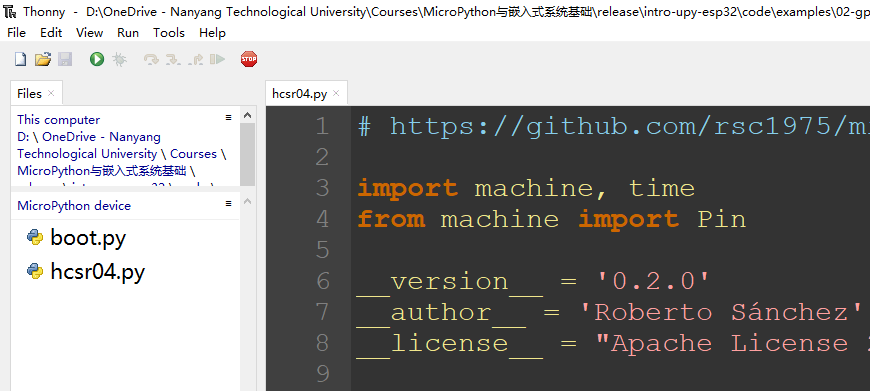 Thonny - D:\OneDrive - Nanyang Technological University\Courses\MicroPython与嵌入式系统基础\release\intro-upy-esp32\code\examples\02-gp
File Edit View Run Tools Help
STOP
Files
hcsr04.py
This computer
D: \ OneDrive - Nanyang
Technological University \ Courses \
MicroPython与嵌入式系统基础 \
MicroPython device
boot.py
hcsr04.py
1 # https://github.com/rsc1975/mi
2
3 import machine, time
4 from machine import Pin
5
6 __version__ = '0.2.0'
7 __author__ = 'Roberto Sánchez'
8 __license__ = "Apache License 2
9